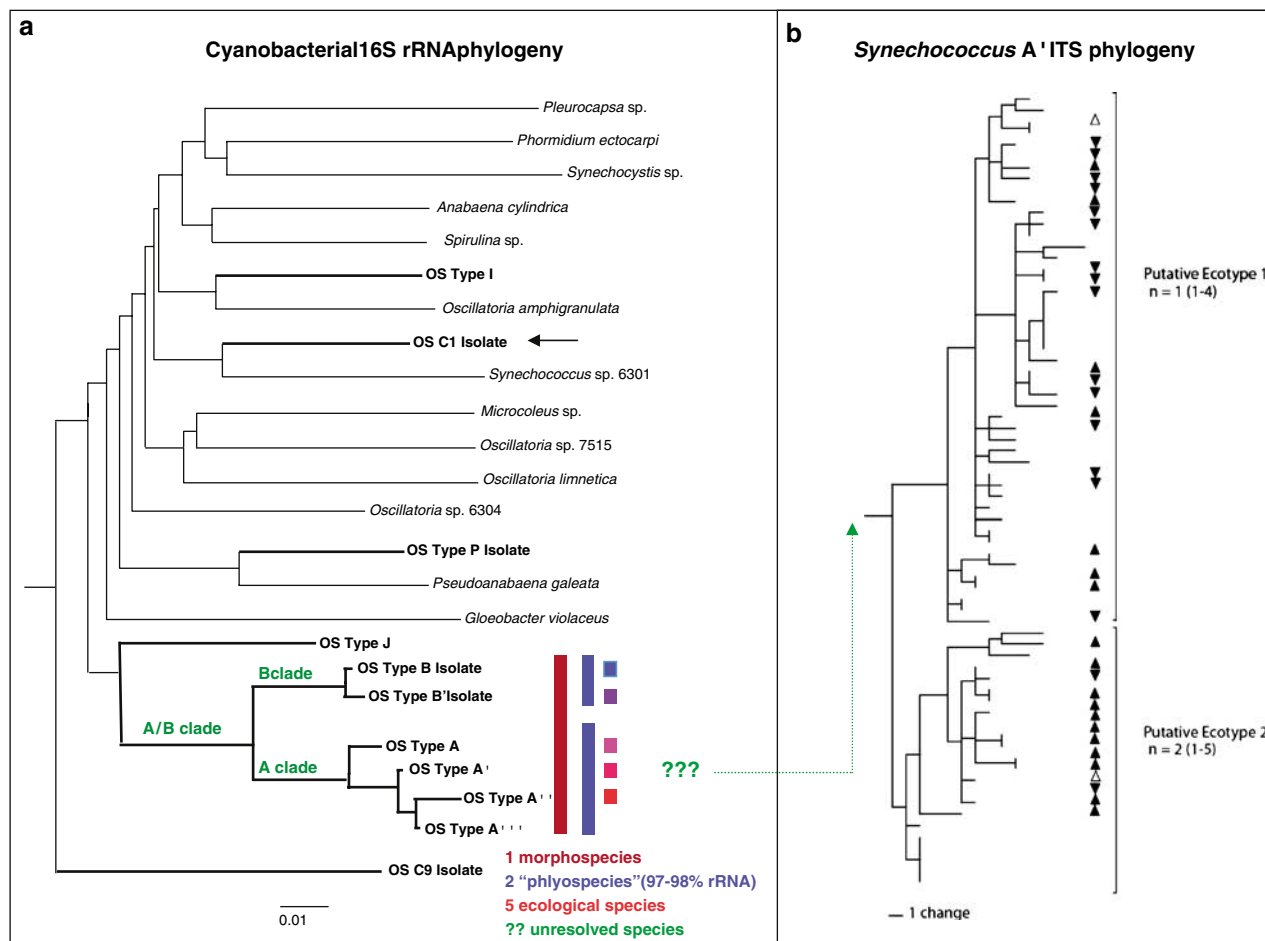 a
Cyanobacterial16S rRNAphylogeny
Pleurocapsa sp.
Phormidium ectocarpi
Synechocystis sp.
Anabaena cylindrica
Spirulina sp.
OS Type I
Oscillatoria amphigranulata
OS C1 Isolate
Synechococcus sp. 6301
Microcoleus sp.
Oscillatoria sp. 7515
Oscillatoria limnetica
Oscillatoria sp. 6304
OS Type P Isolate
Pseudoanabaena galeata
Gloeobacter violaceus
OS Type J
Bclade
OS Type B Isolate
OS Type B'Isolate
A/B clade
OS Type A
A clade
OS Type A'
???
OS Type A''
OS Type A'''
1 morphospecies
OS C9 Isolate
2 “phlyospecies”(97-98% rRNA)
5 ecological species
0.01
?? unresolved species
b
Synechococcus A'ITS phylogeny
Putative Ecotype 1
n = 1 (1-4)
Putative Ecotype 2
n = 2 (1-5)
1 change